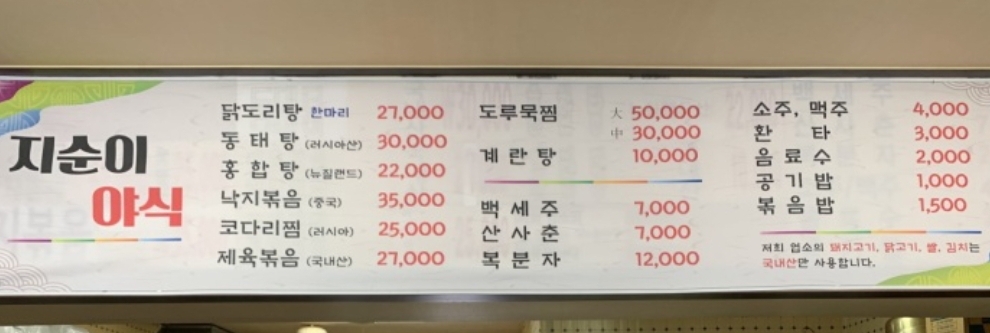 지순이
야식
닭도리탕 한마리 27,000
동태탕 (러시아산) 30,000
홍합탕 (뉴질랜드) 22,000
낙지볶음 (중국) 35,000
코다리찜 (러시아) 25,000
제육볶음 (국내산) 27,000
도루묵찜 大 50,000
中 30,000
계란탕 10,000
백세주 7,000
산사춘 7,000
복분자 12,000
소주, 맥주 4,000
환타 3,000
음료수 2,000
공기밥 1,000
볶음밥 1,500
저희 업소의 돼지고기, 닭고기, 쌀, 김치는
국내산만 사용합니다.